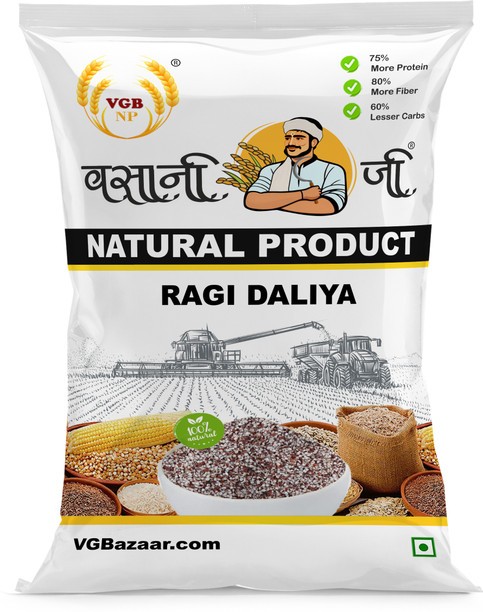 VGB
NP
®
75%
More Protein
80%
More Fiber
60%
Lesser Carbs
वसानी जी ®
NATURAL PRODUCT
RAGI DALIYA
100%
natural
VGBazaar.com